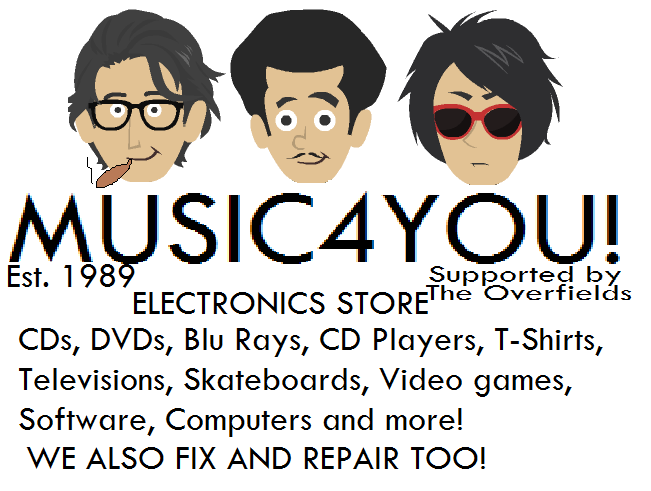 MUSIC4YOU!
Est. 1989
Supported by
The Overfields
ELECTRONICS STORE
CDs, DVDs, Blu Rays, CD Players, T-Shirts,
Televisions, Skateboards, Video games,
Software, Computers and more!
WE ALSO FIX AND REPAIR TOO!